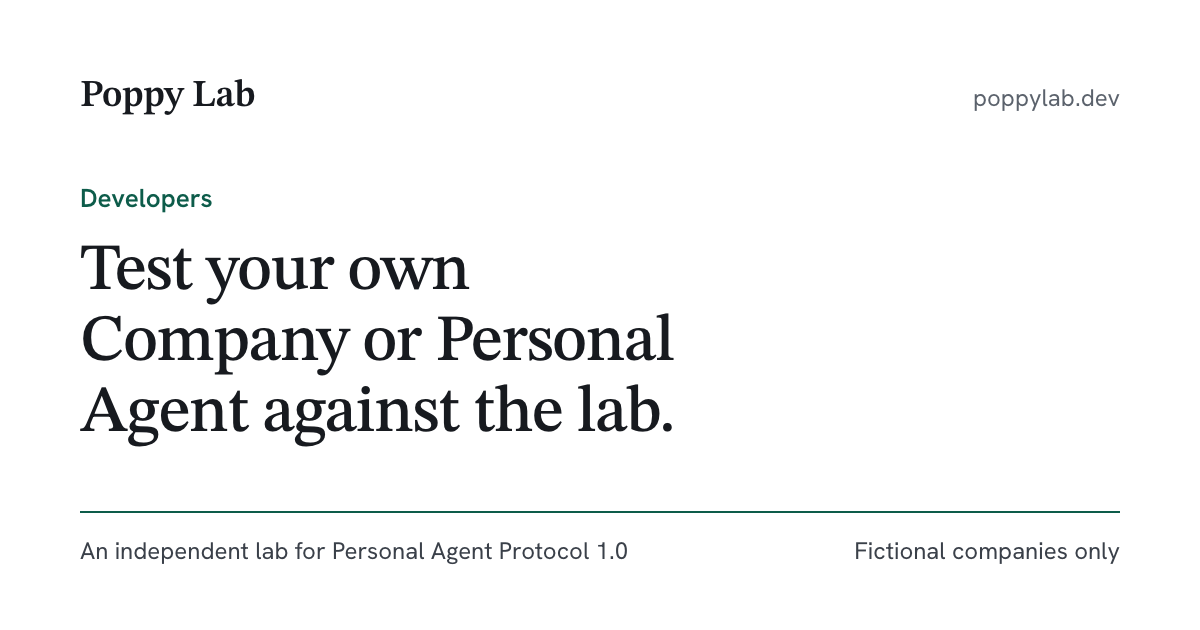 Poppy Lab
poppylab.dev
Developers
Test your own
Company or Personal
Agent against the lab.
An independent lab for Personal Agent Protocol 1.0
Fictional companies only